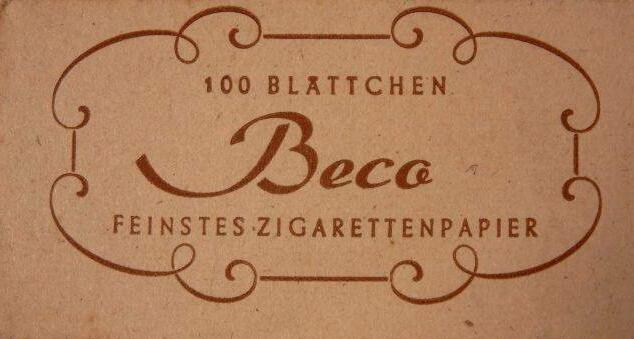 100 BLÄTTCHEN
Beco
FEINSTES·ZIGARETTENPAPIER